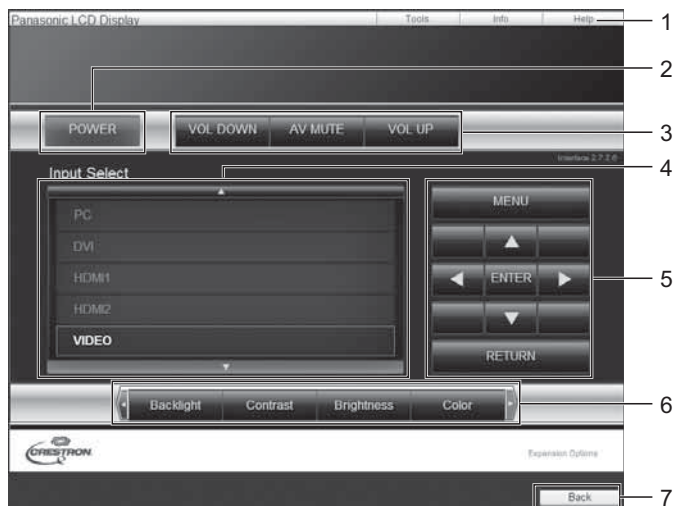 Panasonic LCD Display Tools Info Help 1
2
POWER VOL DOWN AV MUTE VOL UP 3
Interface 2.7.2.6
Input Select 4
PC
DVI
HDMI1
HDMI2
VIDEO
MENU
ENTER 5
RETURN
Backlight Contrast Brightness Color 6
CRESTRON Expansion Options
Back 7